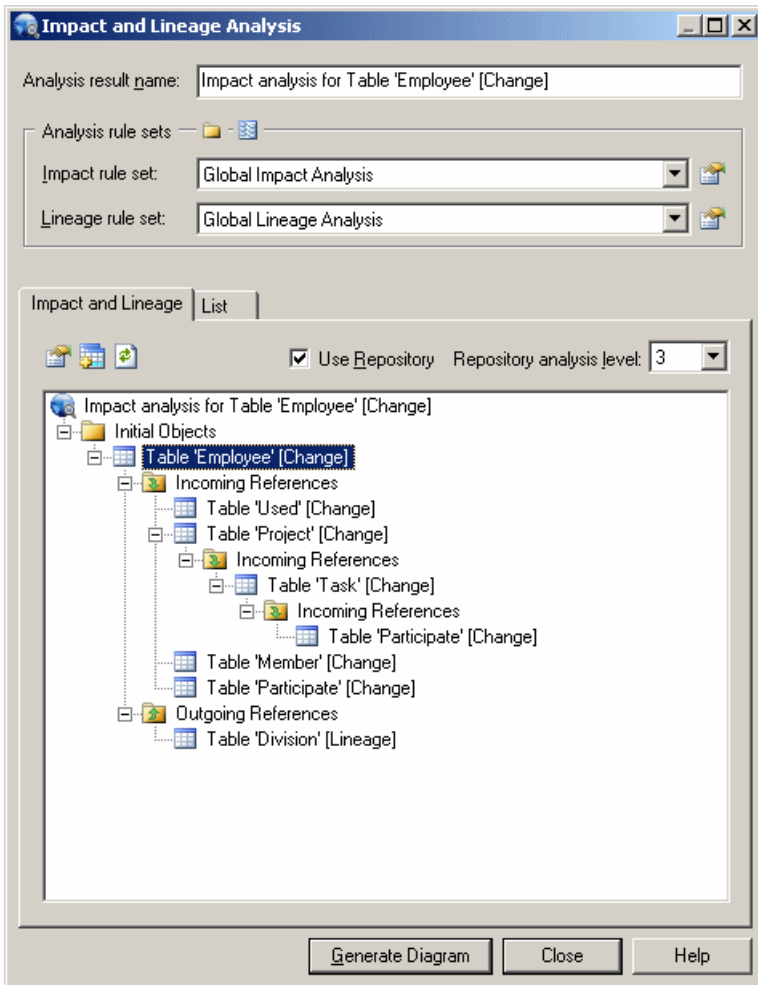 Impact and Lineage Analysis
Analysis result name: Impact analysis for Table 'Employee' [Change]
Analysis rule sets
Impact rule set: Global Impact Analysis
Lineage rule set: Global Lineage Analysis
Impact and Lineage List
Use Repository Repository analysis level: 3
Impact analysis for Table 'Employee' [Change]
Initial Objects
Table 'Employee' [Change]
Incoming References
Table 'Used' [Change]
Table 'Project' [Change]
Incoming References
Table 'Task' [Change]
Incoming References
Table 'Participate' [Change]
Table 'Member' [Change]
Table 'Participate' [Change]
Outgoing References
Table 'Division' [Lineage]
Generate Diagram Close Help